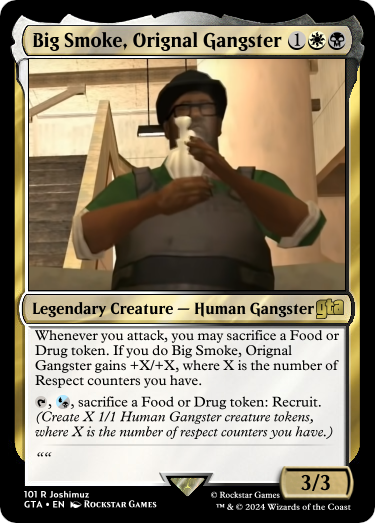 Big Smoke, Orignal Gangster 1
Legendary Creature — Human Gangster gta
Whenever you attack, you may sacrifice a Food or
Drug token. If you do Big Smoke, Orignal
Gangster gains +X/+X, where X is the number of
Respect counters you have.
, , sacrifice a Food or Drug token: Recruit.
(Create X 1/1 Human Gangster creature tokens,
where X is the number of respect counters you have.)
““
3/3
101 R Joshimuz
GTA • EN Rockstar Games
© Rockstar Games
™ & © 2024 Wizards of the Coast